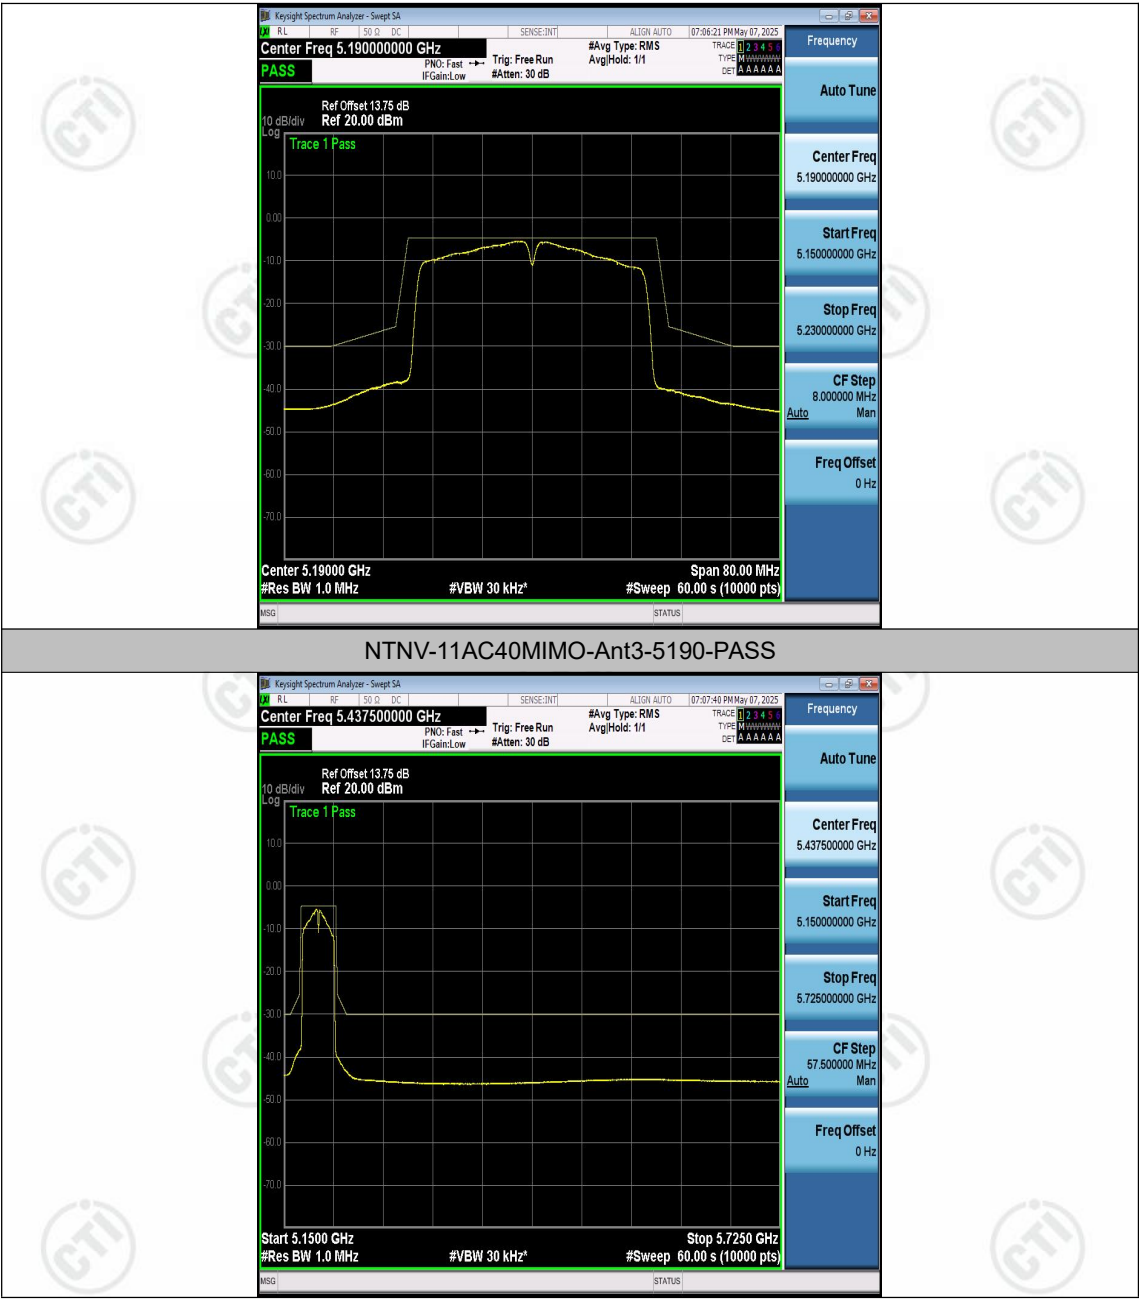 Keysight Spectrum Analyzer - Swept SA
RL RF 50 Ω DC SENSE:INT ALIGN AUTO 07:06:21 PM May 07, 2025
Center Freq 5.190000000 GHz
#Avg Type: RMS
TRACE 1 2 3 4 5 6
PASS
PNO: Fast
Trig: Free Run
Avg|Hold: 1/1
TYPE M
IFGain:Low
#Atten: 30 dB
DET A A A A A A
Ref Offset 13.75 dB
10 dB/div Ref 20.00 dBm
Log
Trace 1 Pass
10.0
0.00
-10.0
-20.0
-30.0
-40.0
-50.0
-60.0
-70.0
Center 5.19000 GHz Span 80.00 MHz
#Res BW 1.0 MHz #VBW 30 kHz* #Sweep 60.00 s (10000 pts)
MSG STATUS
Frequency
Auto Tune
Center Freq
5.190000000 GHz
Start Freq
5.150000000 GHz
Stop Freq
5.230000000 GHz
CF Step
8.000000 MHz
Auto Man
Freq Offset
0 Hz
NTNV-11AC40MIMO-Ant3-5190-PASS
Keysight Spectrum Analyzer - Swept SA
RL RF 50 Ω DC SENSE:INT ALIGN AUTO 07:07:40 PM May 07, 2025
Center Freq 5.437500000 GHz
#Avg Type: RMS
TRACE 1 2 3 4 5 6
PASS
PNO: Fast
Trig: Free Run
Avg|Hold: 1/1
TYPE M
IFGain:Low
#Atten: 30 dB
DET A A A A A A
Ref Offset 13.75 dB
10 dB/div Ref 20.00 dBm
Log
Trace 1 Pass
10.0
0.00
-10.0
-20.0
-30.0
-40.0
-50.0
-60.0
-70.0
Start 5.1500 GHz Stop 5.7250 GHz
#Res BW 1.0 MHz #VBW 30 kHz* #Sweep 60.00 s (10000 pts)
MSG STATUS
Frequency
Auto Tune
Center Freq
5.437500000 GHz
Start Freq
5.150000000 GHz
Stop Freq
5.725000000 GHz
CF Step
57.500000 MHz
Auto Man
Freq Offset
0 Hz
CTI
CTI
CTI
CTI
CTI
CTI
CTI
CTI
CTI
CTI
CTI
CTI